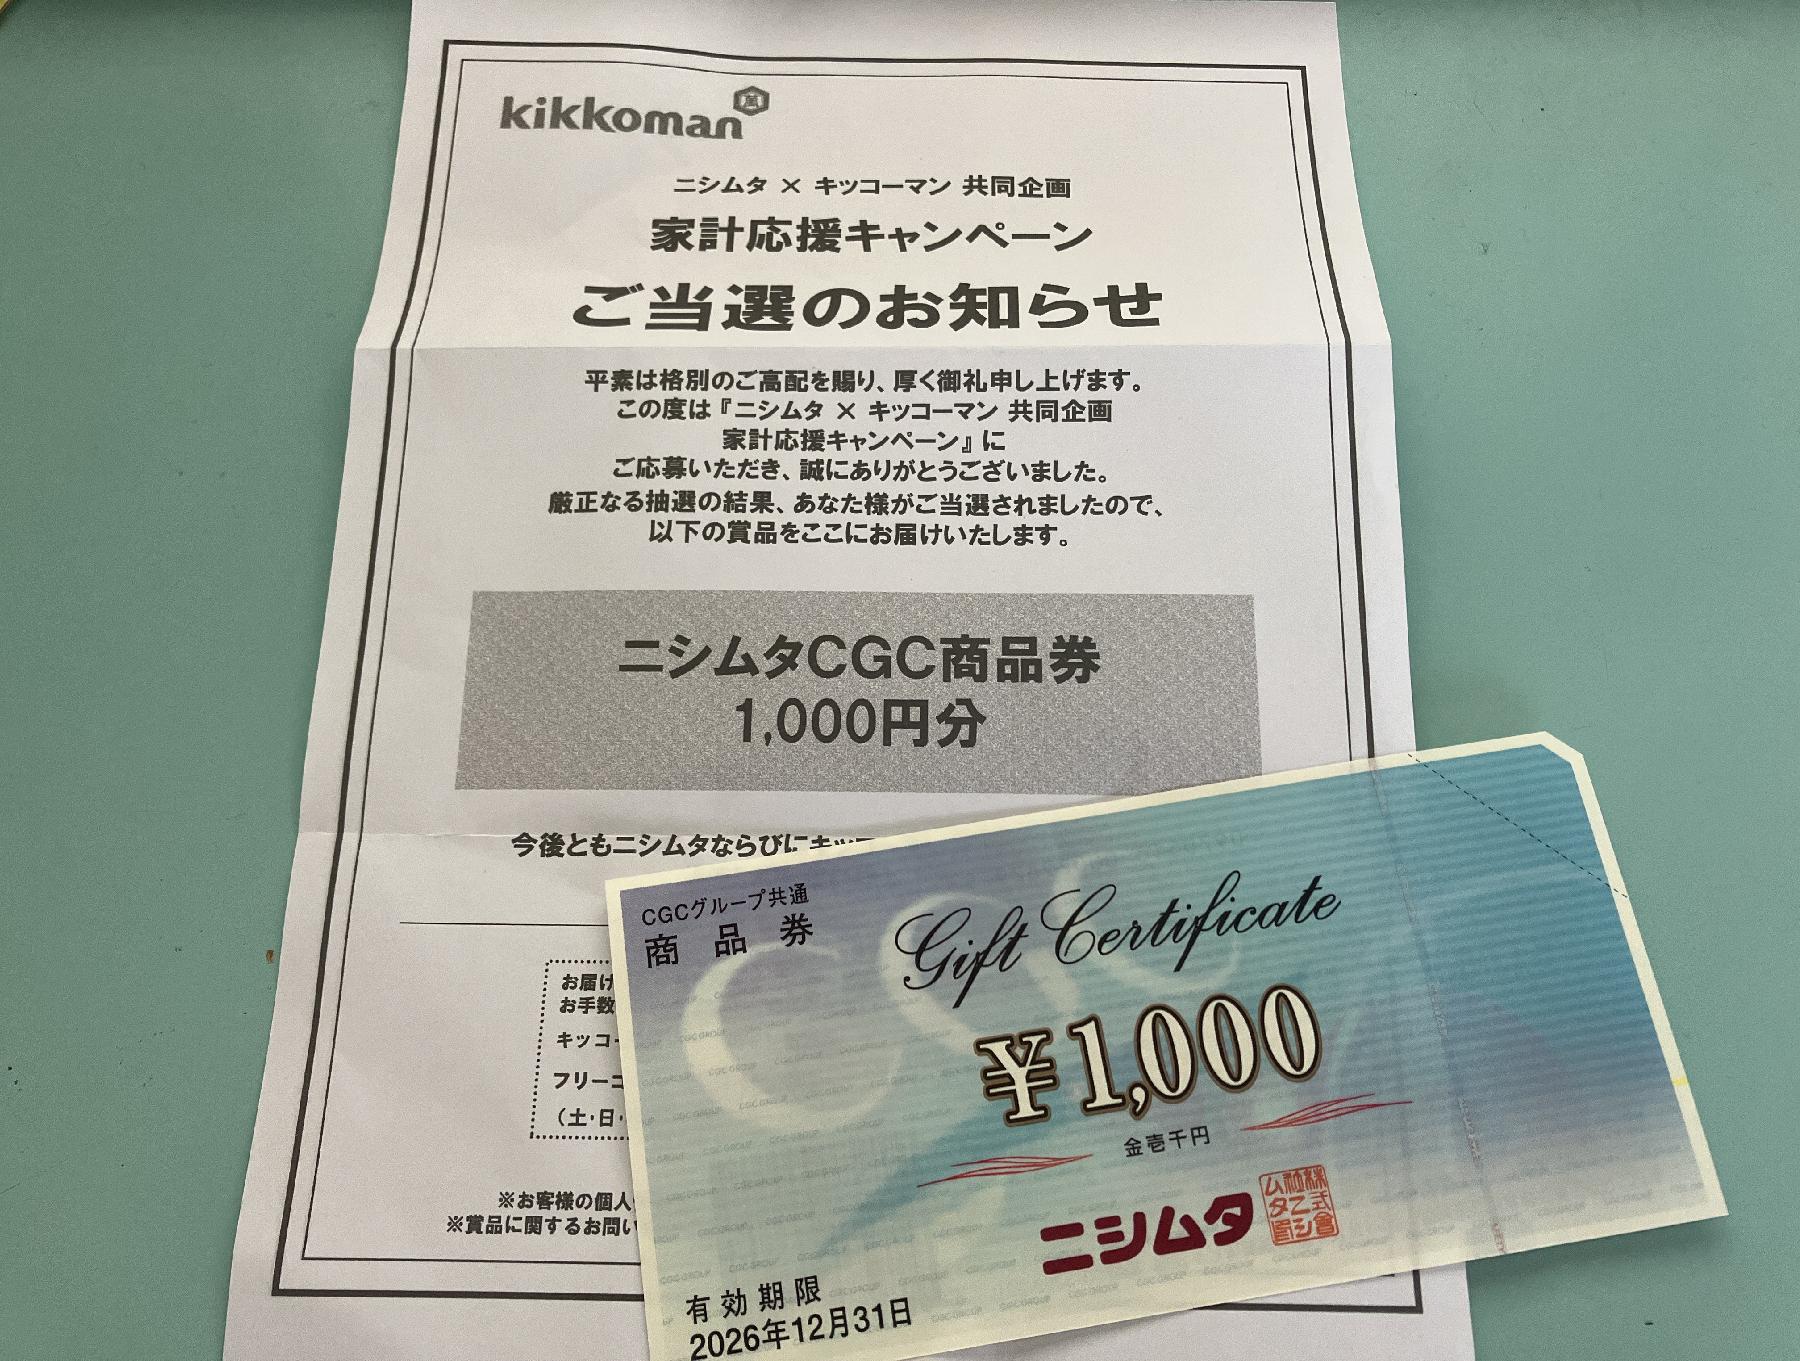 kikkoman
ニシムタ × キッコーマン 共同企画
家計応援キャンペーン
ご当選のお知らせ
平素は格別のご高配を賜り、厚く御礼申し上げます。
この度は『ニシムタ × キッコーマン 共同企画
家計応援キャンペーン』に
ご応募いただき、誠にありがとうございました。
厳正なる抽選の結果、あなた様がご当選されましたので、
以下の賞品をここにお届けいたします。
ニシムタCGC商品券
1,000円分
今後ともニシムタならびに
お届け
お手数
キッコ
フリー
(土・日・
※お客様の個人
※賞品に関するお問い
CGCグループ共通
商品券
Gift Certificate
¥1,000
金壱千円
ニシムタ
有効期限
2026年12月31日